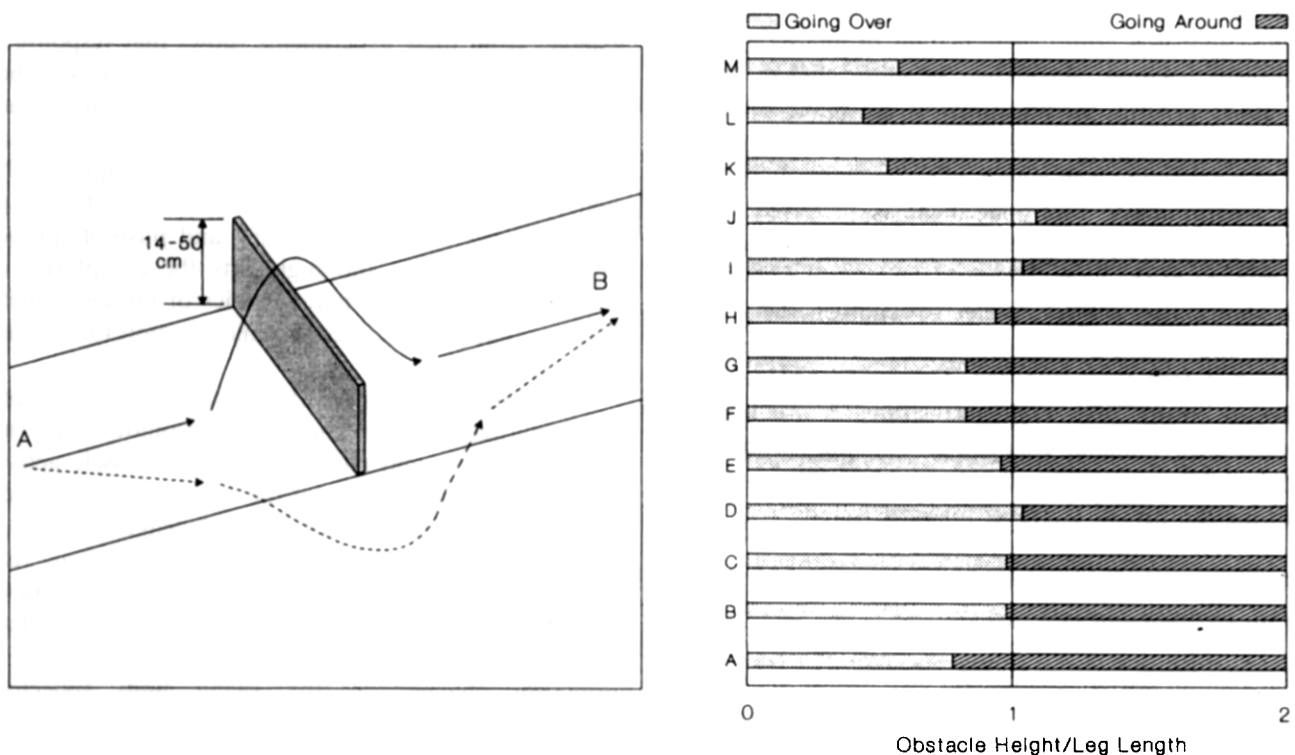 14-50
cm
A
B
Going Over
Going Around
M
L
K
J
I
H
G
F
E
D
C
B
A
0
1
2
Obstacle Height/Leg Length